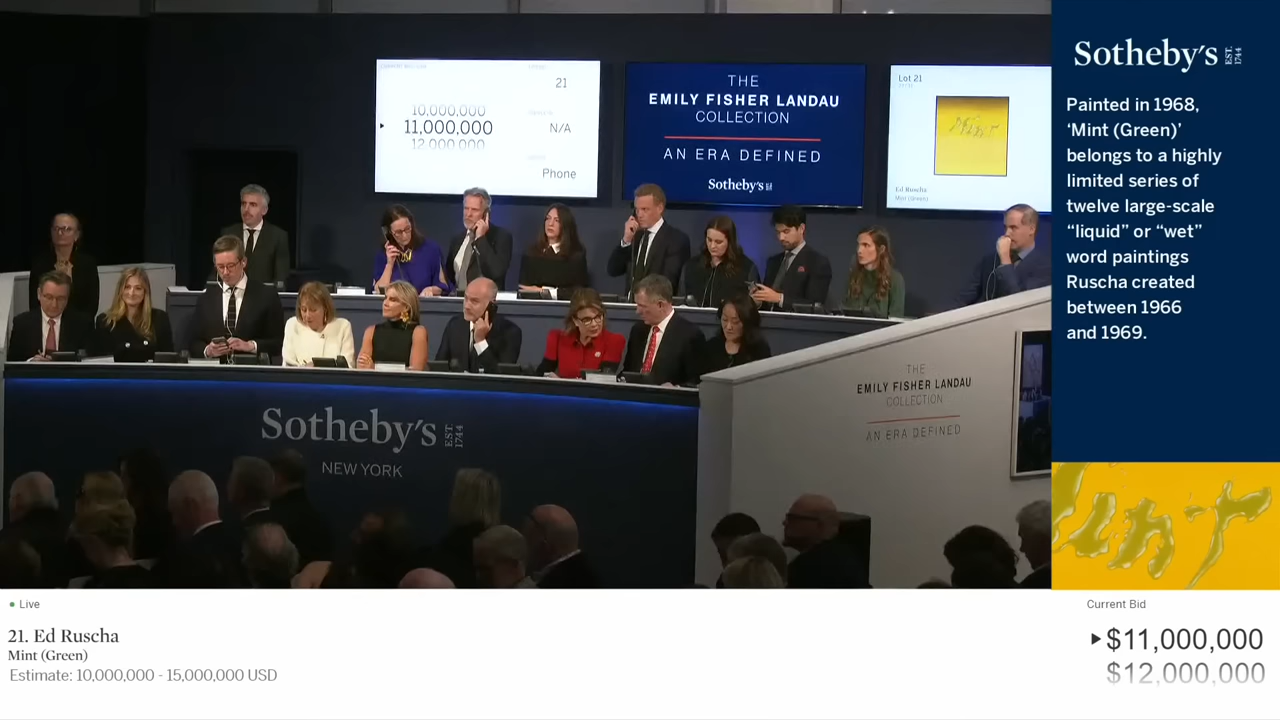 21
10,000,000
11,000,000
12,000,000
N/A
Phone
THE
EMILY FISHER LANDAU
COLLECTION
AN ERA DEFINED
Sotheby's
Lot 21
Mint
Ed Ruscha
Mint (Green)
Sotheby's EST. 1744
Painted in 1968,
‘Mint (Green)’
belongs to a highly
limited series of
twelve large-scale
“liquid” or “wet”
word paintings
Ruscha created
between 1966
and 1969.
THE
EMILY FISHER LANDAU
COLLECTION
AN ERA DEFINED
Sotheby's EST. 1744
NEW YORK
Live
Current Bid
21. Ed Ruscha
Mint (Green)
Estimate: 10,000,000 - 15,000,000 USD
$11,000,000
$12,000,000